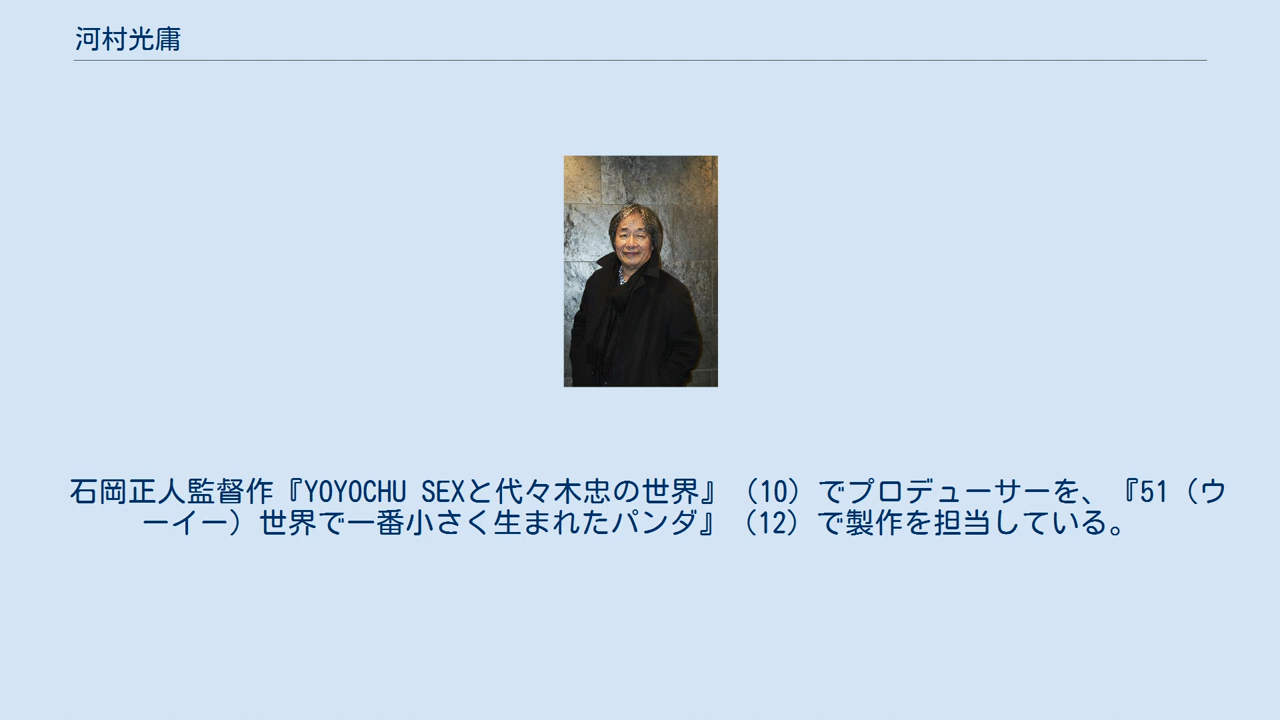 河村光庸
石岡正人監督作『YOYOCHU SEXと代々木忠の世界』（10）でプロデューサーを、『51（ウ
ーイー）世界で一番小さく生まれたパンダ』（12）で製作を担当している。